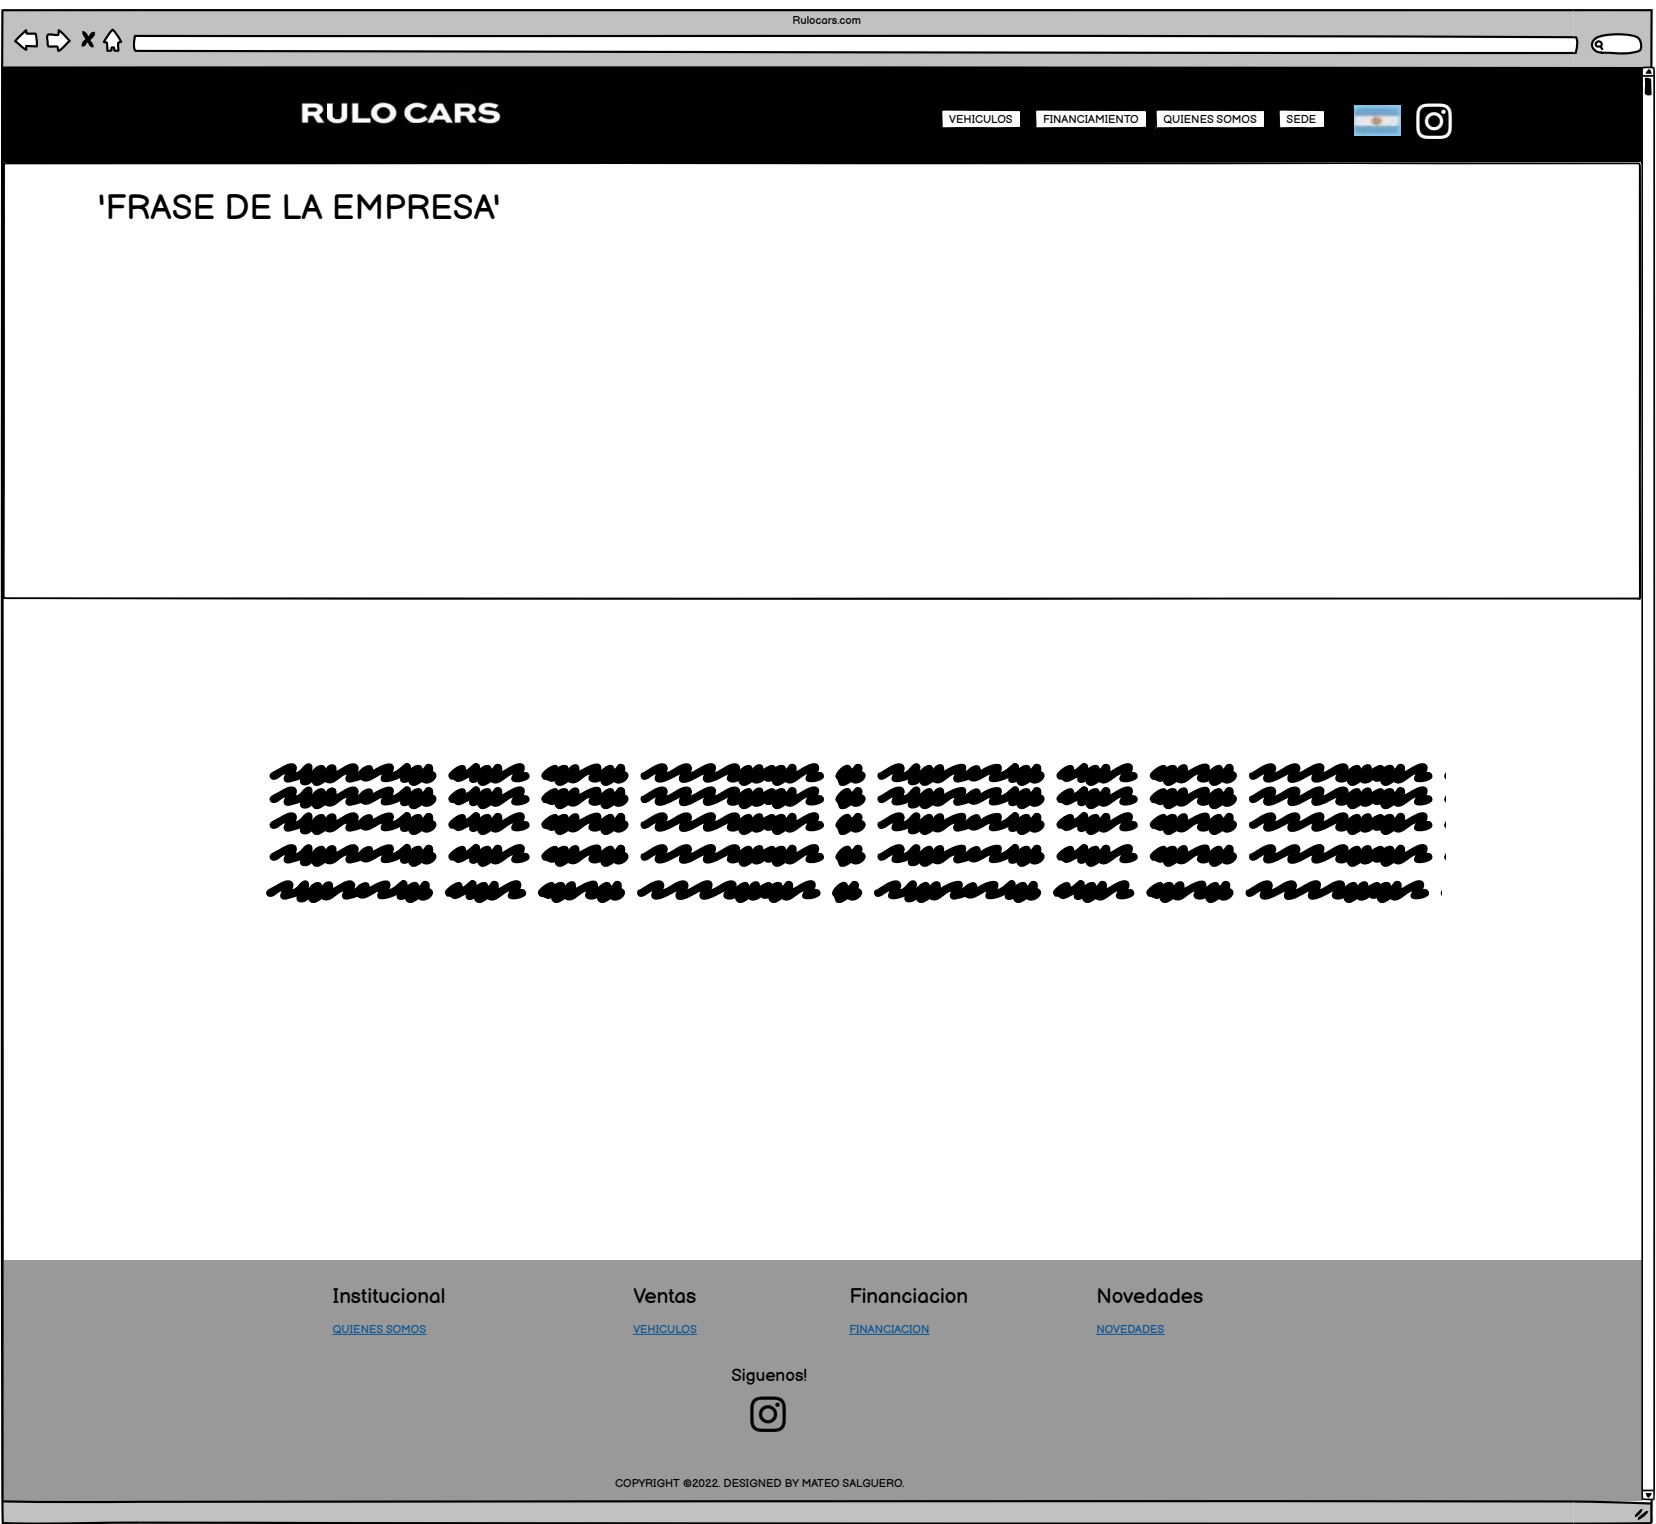 Rulocars.com
RULO CARS
VEHICULOS FINANCIAMIENTO QUIENES SOMOS SEDE
'FRASE DE LA EMPRESA'
Institucional Ventas Financiacion Novedades
QUIENES SOMOS VEHICULOS FINANCIACION NOVEDADES
Siguenos!
COPYRIGHT ©2022. DESIGNED BY MATEO SALGUERO.